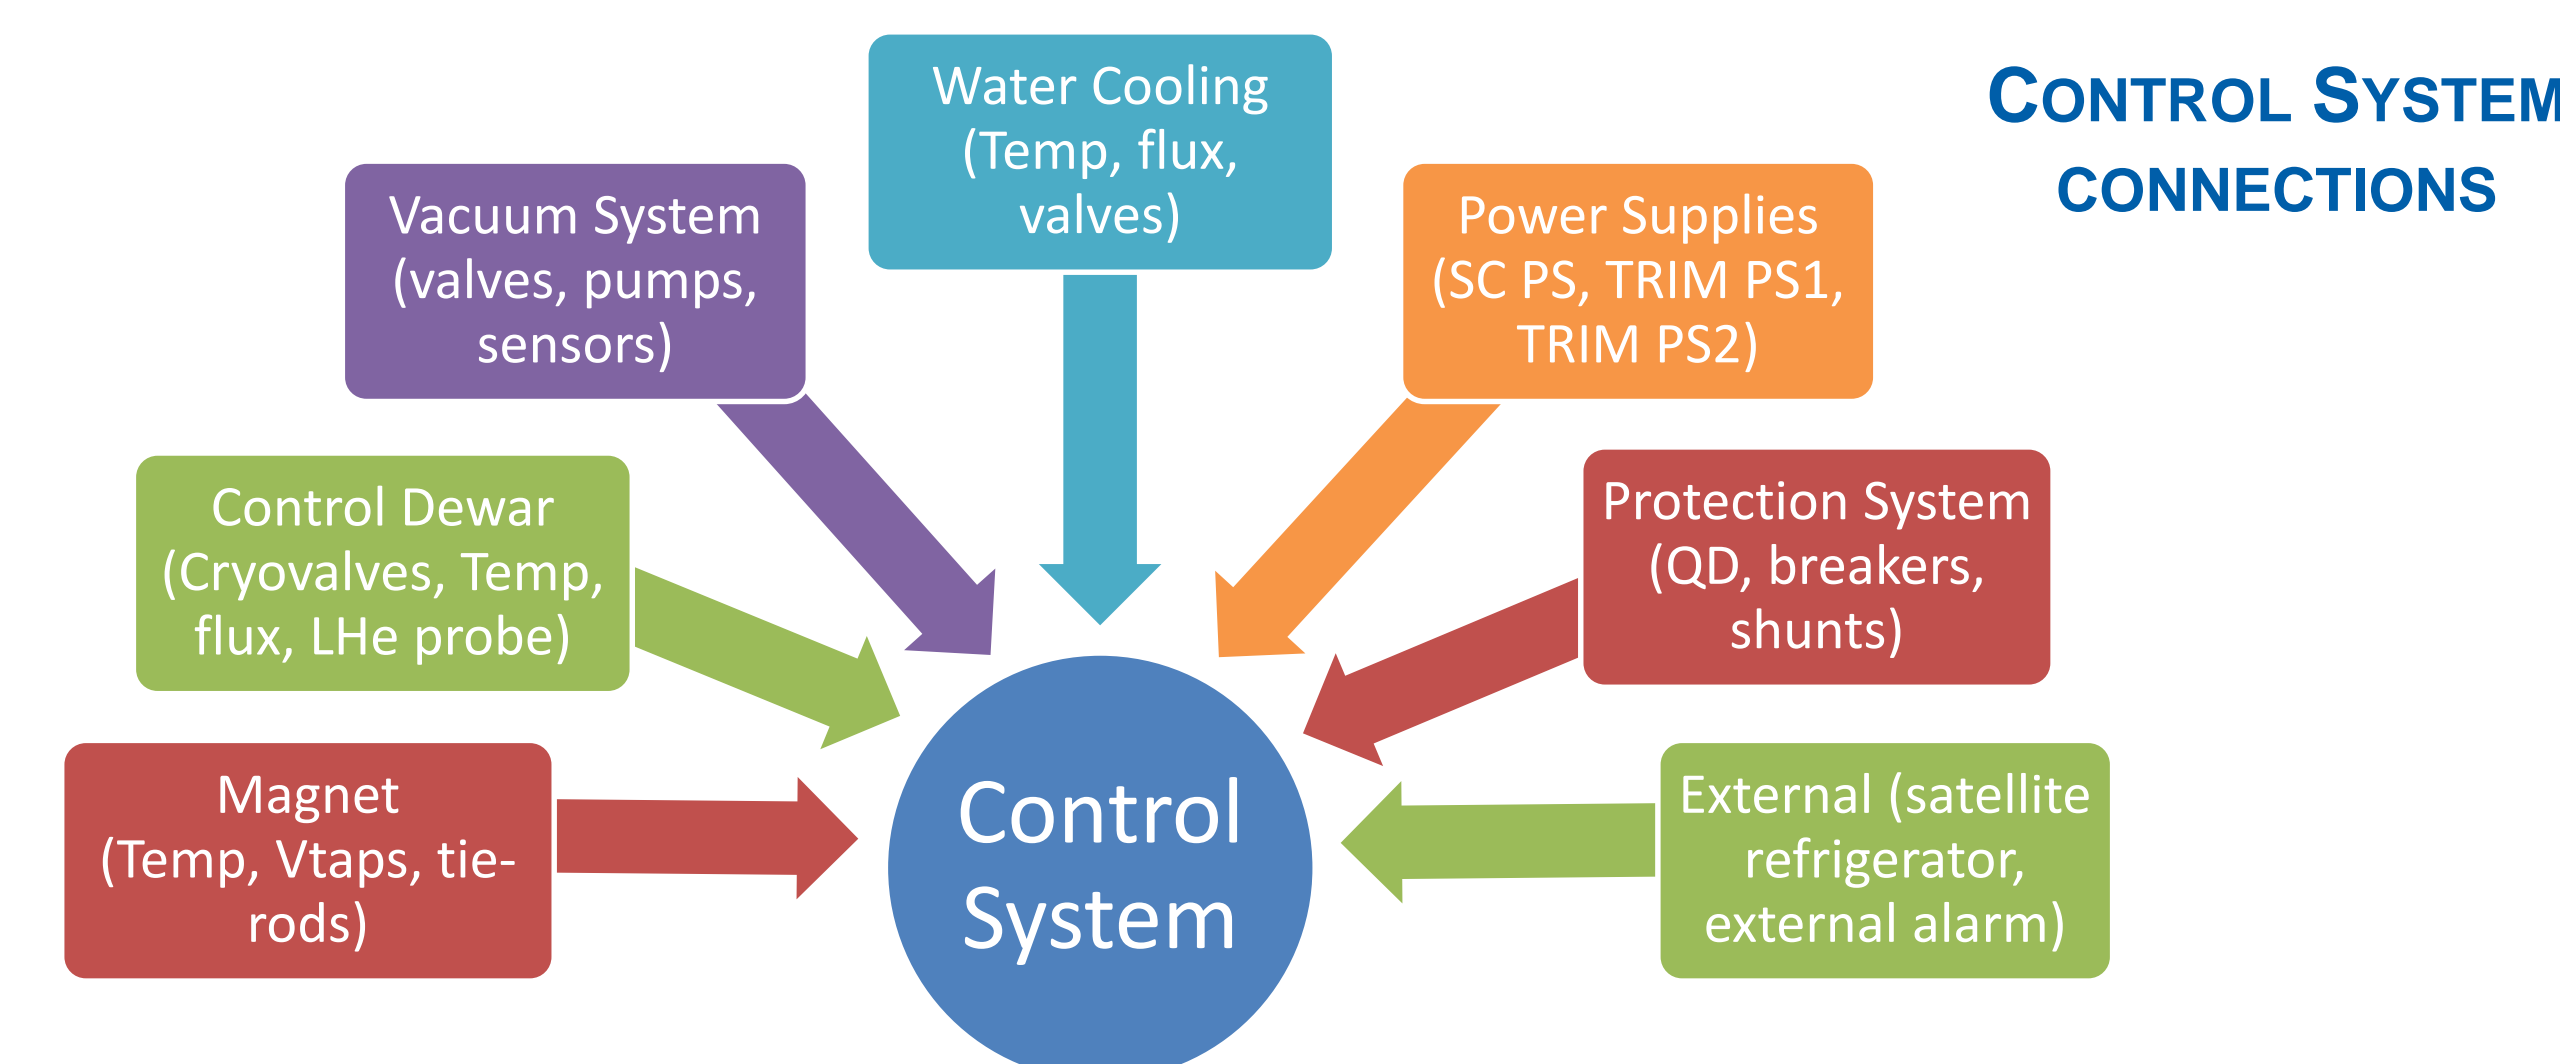 CONTROL SYSTEM
CONNECTIONS
Water Cooling
(Temp, flux,
valves)
Vacuum System
(valves, pumps,
sensors)
Power Supplies
(SC PS, TRIM PS1,
TRIM PS2)
Control Dewar
(Cryovalves, Temp,
flux, LHe probe)
Protection System
(QD, breakers,
shunts)
Magnet
(Temp, Vtaps, tie-
rods)
External (satellite
refrigerator,
external alarm)
Control
System